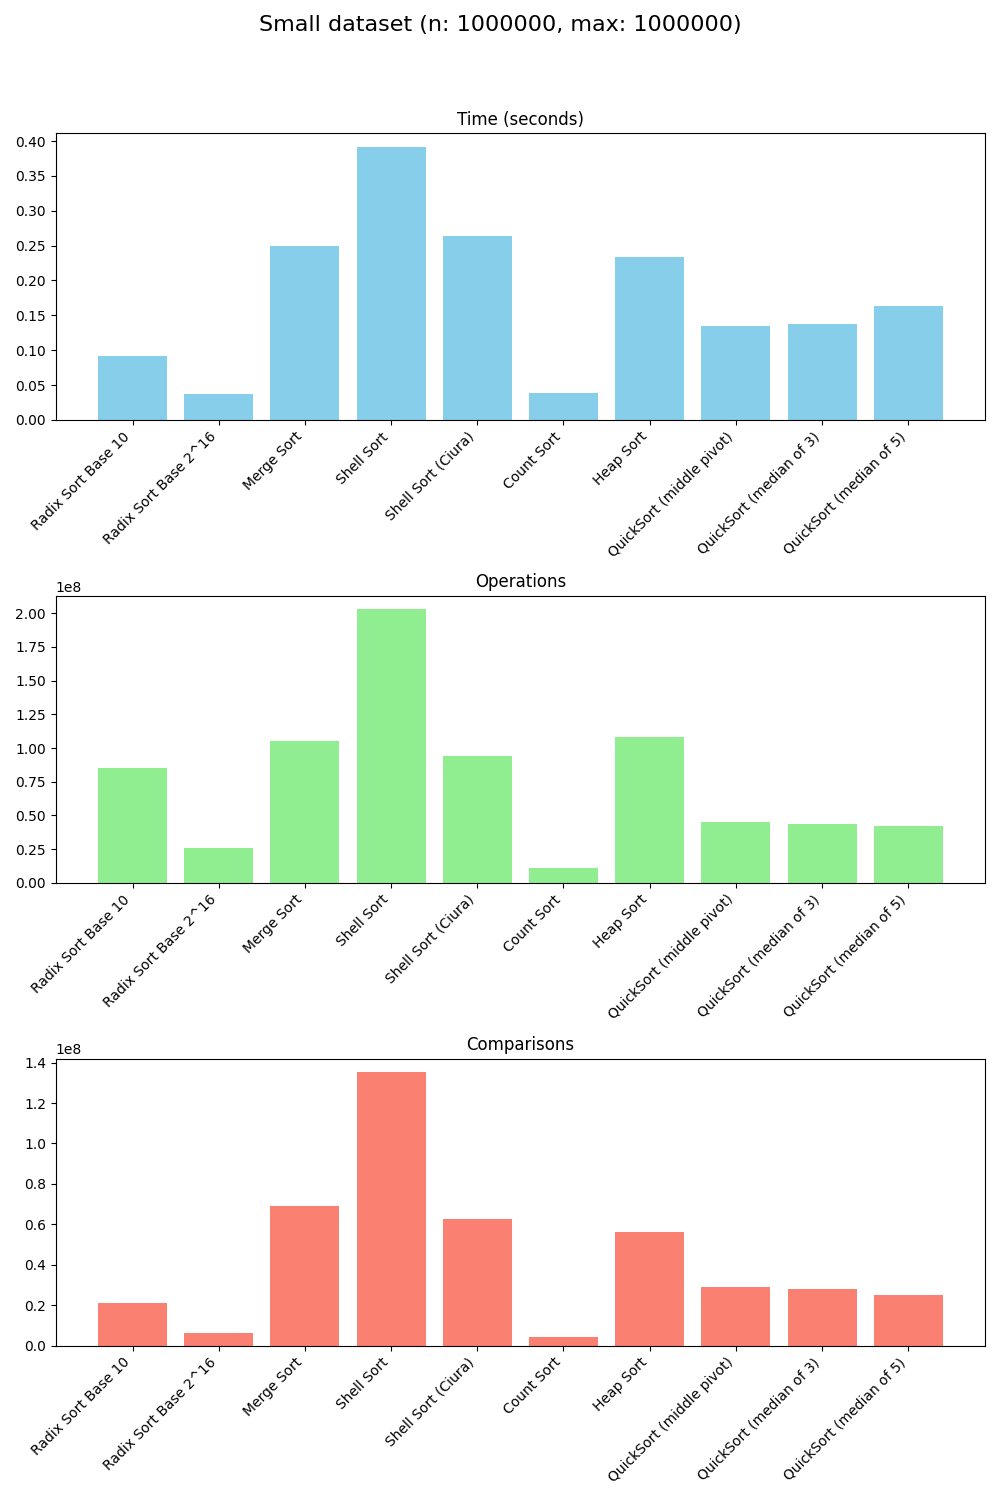 Small dataset (n: 1000000, max: 1000000)
Time (seconds)
0.40
0.35
0.30
0.25
0.20
0.15
0.10
0.05
0.00
Radix Sort Base 10
Radix Sort Base 2^16
Merge Sort
Shell Sort
Shell Sort (Ciura)
Count Sort
Heap Sort
QuickSort (middle pivot)
QuickSort (median of 3)
QuickSort (median of 5)
1e8
Operations
2.00
1.75
1.50
1.25
1.00
0.75
0.50
0.25
0.00
Radix Sort Base 10
Radix Sort Base 2^16
Merge Sort
Shell Sort
Shell Sort (Ciura)
Count Sort
Heap Sort
QuickSort (middle pivot)
QuickSort (median of 3)
QuickSort (median of 5)
1e8
Comparisons
1.4
1.2
1.0
0.8
0.6
0.4
0.2
0.0
Radix Sort Base 10
Radix Sort Base 2^16
Merge Sort
Shell Sort
Shell Sort (Ciura)
Count Sort
Heap Sort
QuickSort (middle pivot)
QuickSort (median of 3)
QuickSort (median of 5)